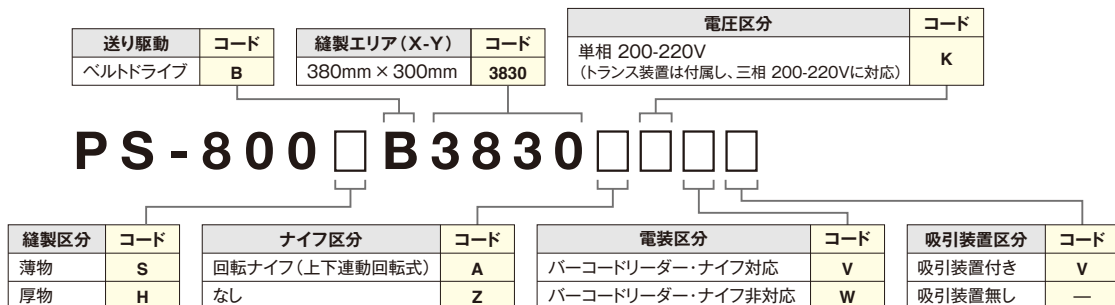 電圧区分 コード
送り駆動 コード 縫製エリア(X-Y) コード 単相 200-220V
(トランス装置は付属し、三相 200-220Vに対応) K
ベルトドライブ B 380mm×300mm 3830
PS-800□B3830□□□□
縫製区分 コード ナイフ区分 コード 電装区分 コード 吸引装置区分 コード
薄物 S 回転ナイフ(上下連動回転式) A バーコードリーダー・ナイフ対応 V 吸引装置付き V
厚物 H なし Z バーコードリーダー・ナイフ非対応 W 吸引装置無し —